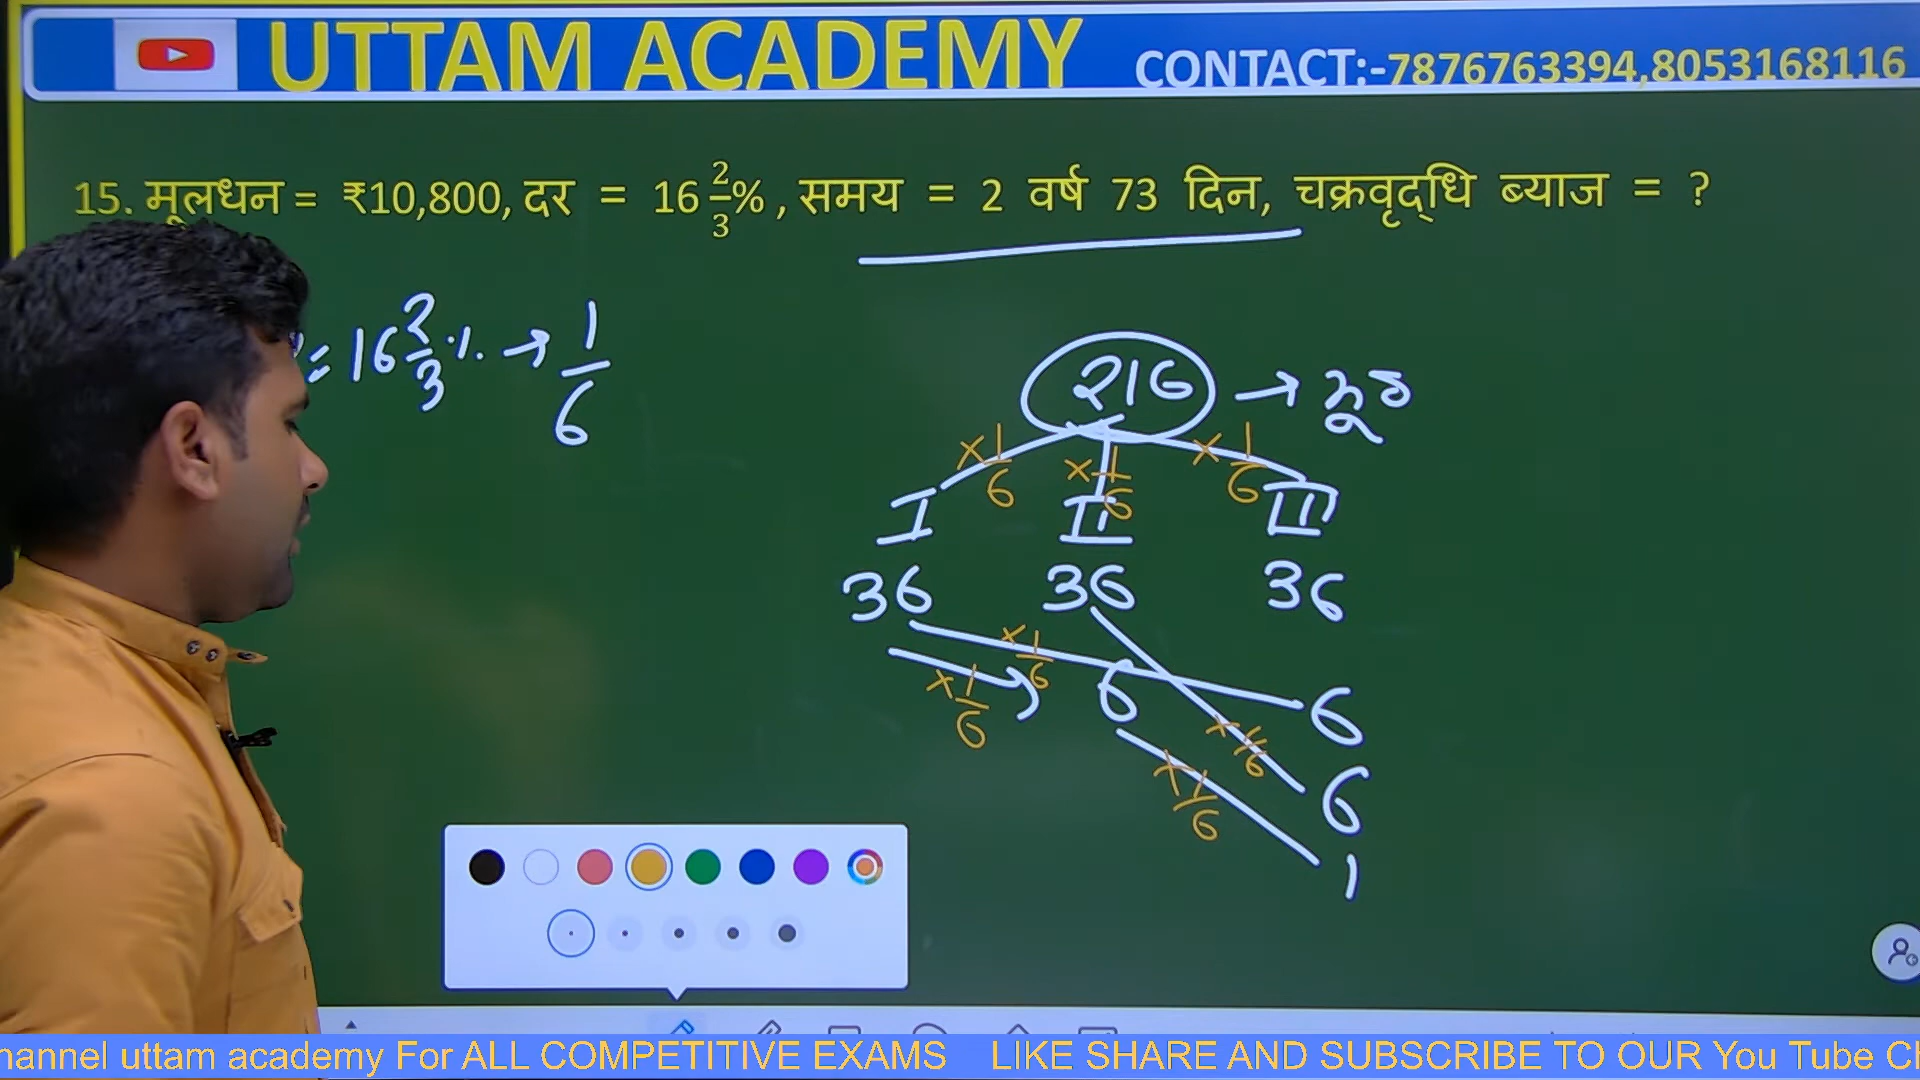 UTTAM ACADEMY CONTACT:-7876763394,8053168116
15. मूलधन = ₹10,800, दर = 16 2/3%, समय = 2 वर्ष 73 दिन, चक्रवृद्धि ब्याज = ?
= 16 2/3 % → 1/6
216 → मू०
×1/6 ×1/6 ×1/6
I II III
36 36 36
×1/6
×1/6 6 6
×1/6
×1/6 6
1
hannel uttam academy For ALL COMPETITIVE EXAMS LIKE SHARE AND SUBSCRIBE TO OUR You Tube C